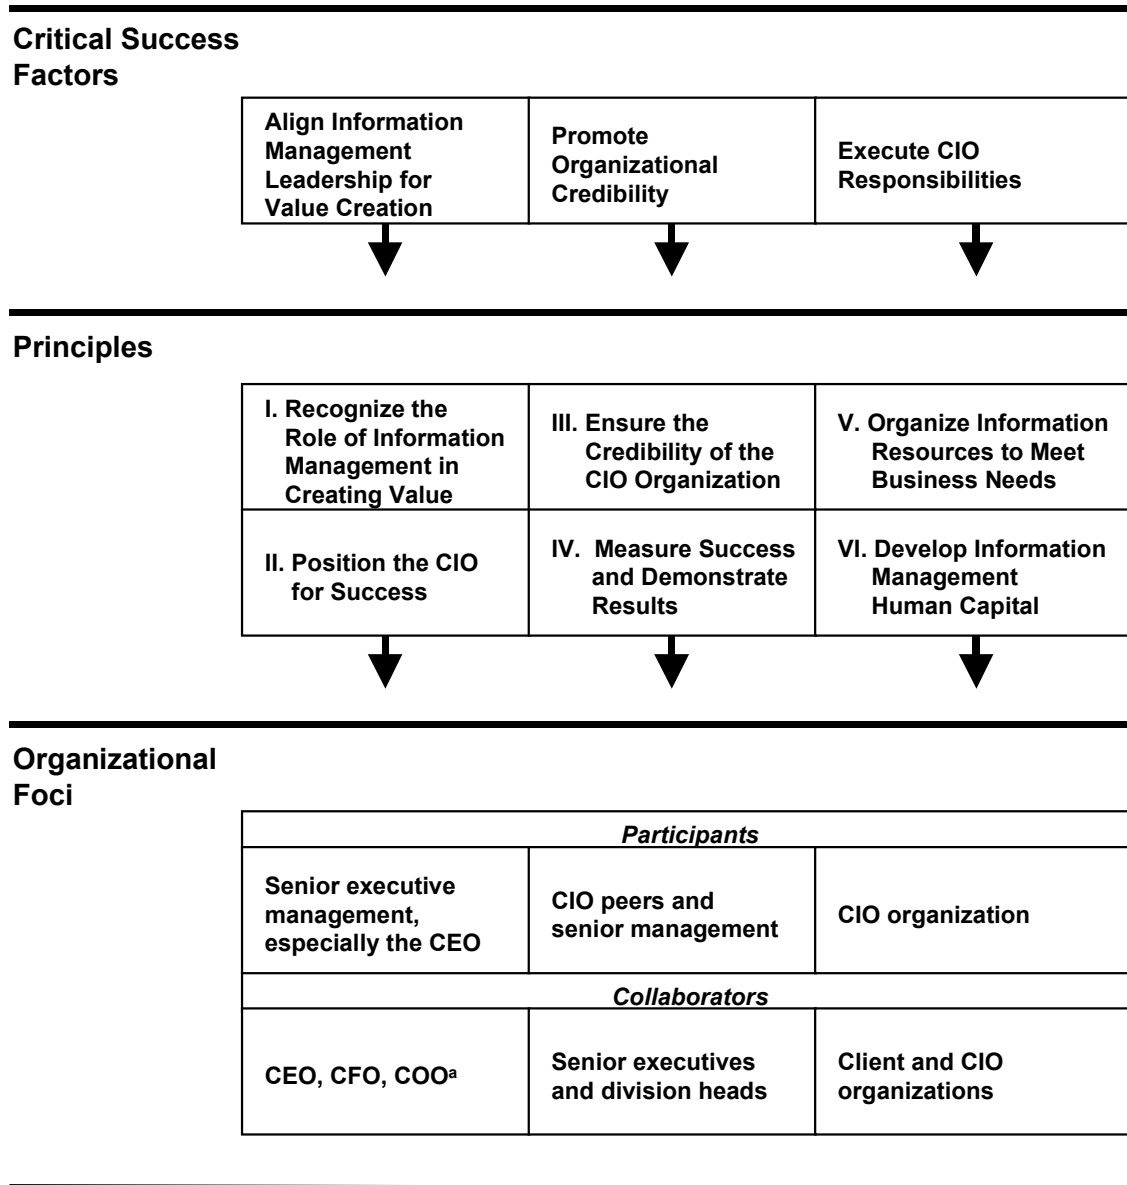 Critical Success
Factors
Align Information
Management
Leadership for
Value Creation
Promote
Organizational
Credibility
Execute CIO
Responsibilities
Principles
I. Recognize the
Role of Information
Management in
Creating Value
III. Ensure the
Credibility of the
CIO Organization
V. Organize Information
Resources to Meet
Business Needs
II. Position the CIO
for Success
IV. Measure Success
and Demonstrate
Results
VI. Develop Information
Management
Human Capital
Organizational
Foci
Participants
Senior executive
management,
especially the CEO
CIO peers and
senior management
CIO organization
Collaborators
CEO, CFO, COOᵃ
Senior executives
and division heads
Client and CIO
organizations